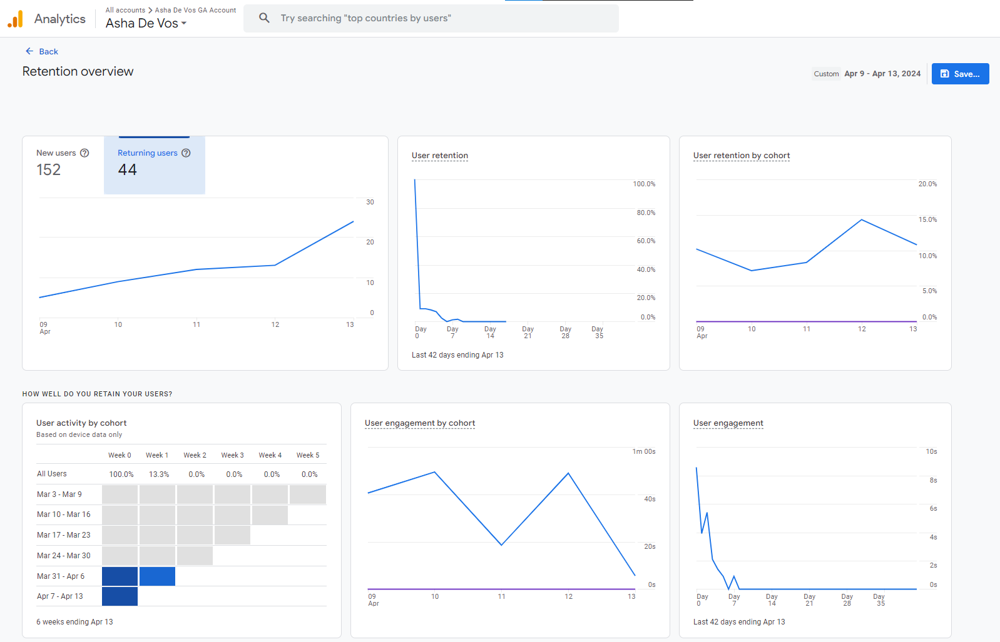 Analytics
All accounts > Asha De Vos GA Account
Asha De Vos
Try searching "top countries by users"
Back
Retention overview
Custom Apr 9 - Apr 13, 2024
Save...
New users
152
Returning users
44
30
20
10
0
09 10 11 12 13
Apr
User retention
100.0%
80.0%
60.0%
40.0%
20.0%
0.0%
Day Day Day Day Day Day
0 7 14 21 28 35
Last 42 days ending Apr 13
User retention by cohort
20.0%
15.0%
10.0%
5.0%
0.0%
09 10 11 12 13
Apr
HOW WELL DO YOU RETAIN YOUR USERS?
User activity by cohort
Based on device data only
Week 0 Week 1 Week 2 Week 3 Week 4 Week 5
All Users 100.0% 13.3% 0.0% 0.0% 0.0% 0.0%
Mar 3 - Mar 9
Mar 10 - Mar 16
Mar 17 - Mar 23
Mar 24 - Mar 30
Mar 31 - Apr 6
Apr 7 - Apr 13
6 weeks ending Apr 13
User engagement by cohort
1m 00s
40s
20s
0s
09 10 11 12 13
Apr
User engagement
10s
8s
6s
4s
2s
0s
Day Day Day Day Day Day
0 7 14 21 28 35
Last 42 days ending Apr 13